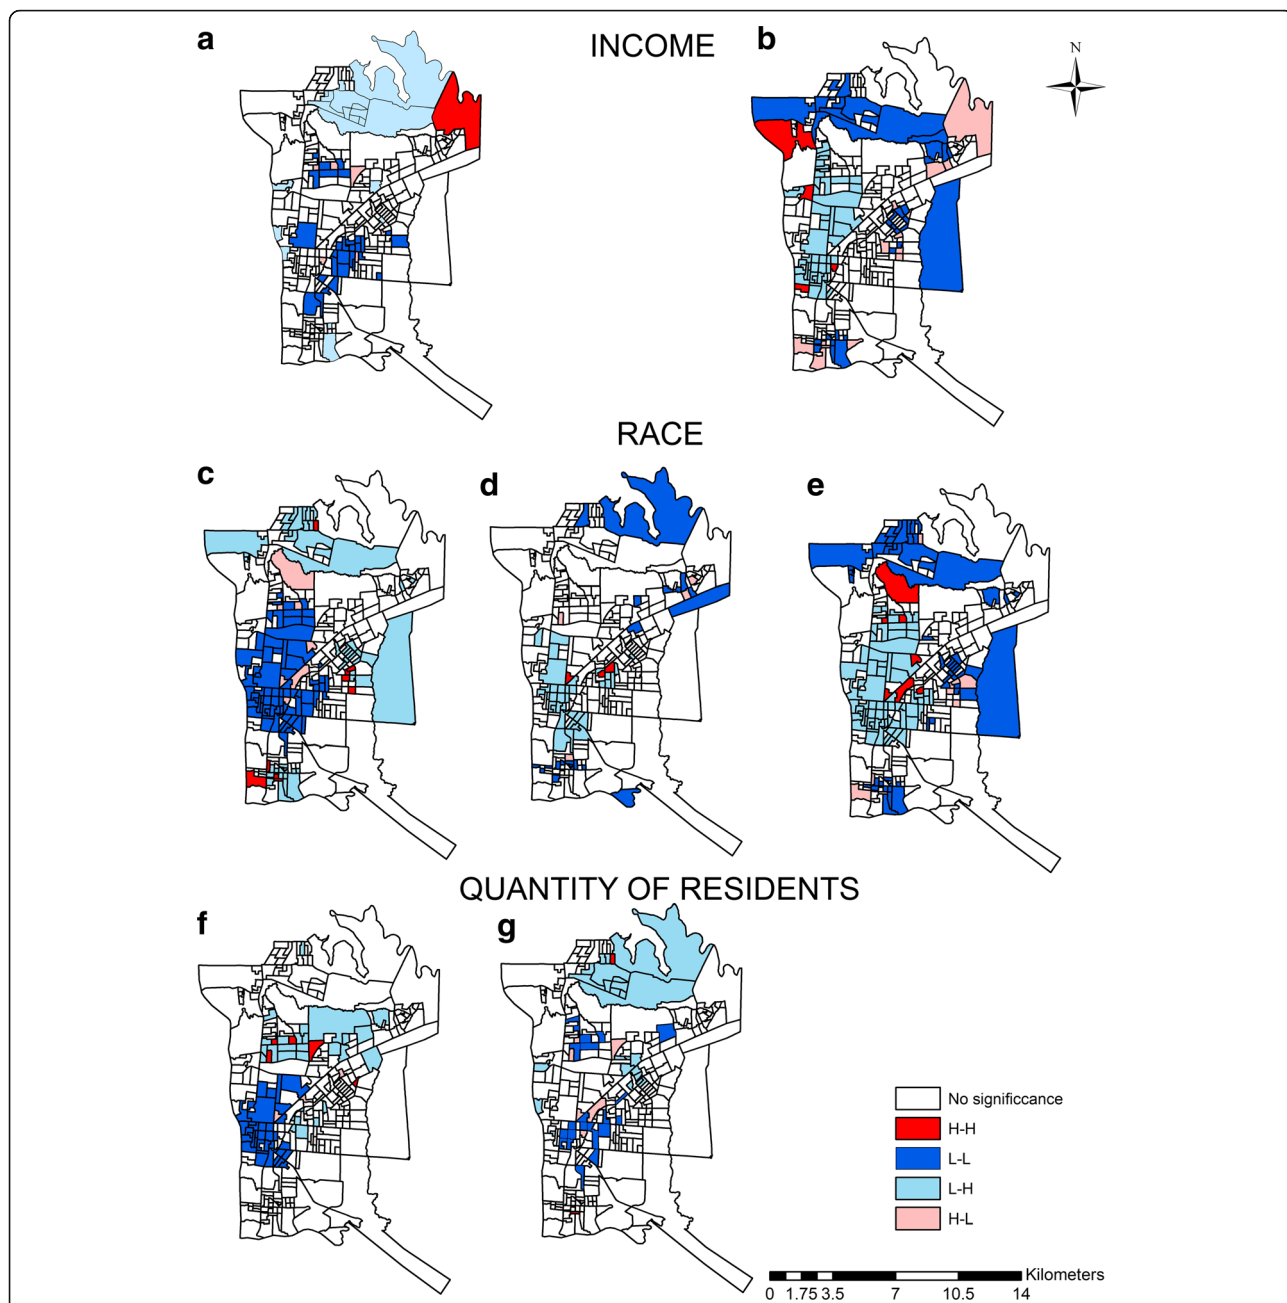 a
INCOME
b
N
RACE
c
d
e
QUANTITY OF RESIDENTS
f
g
No significcance
H-H
L-L
L-H
H-L
Kilometers
0 1.75 3.5 7 10.5 14